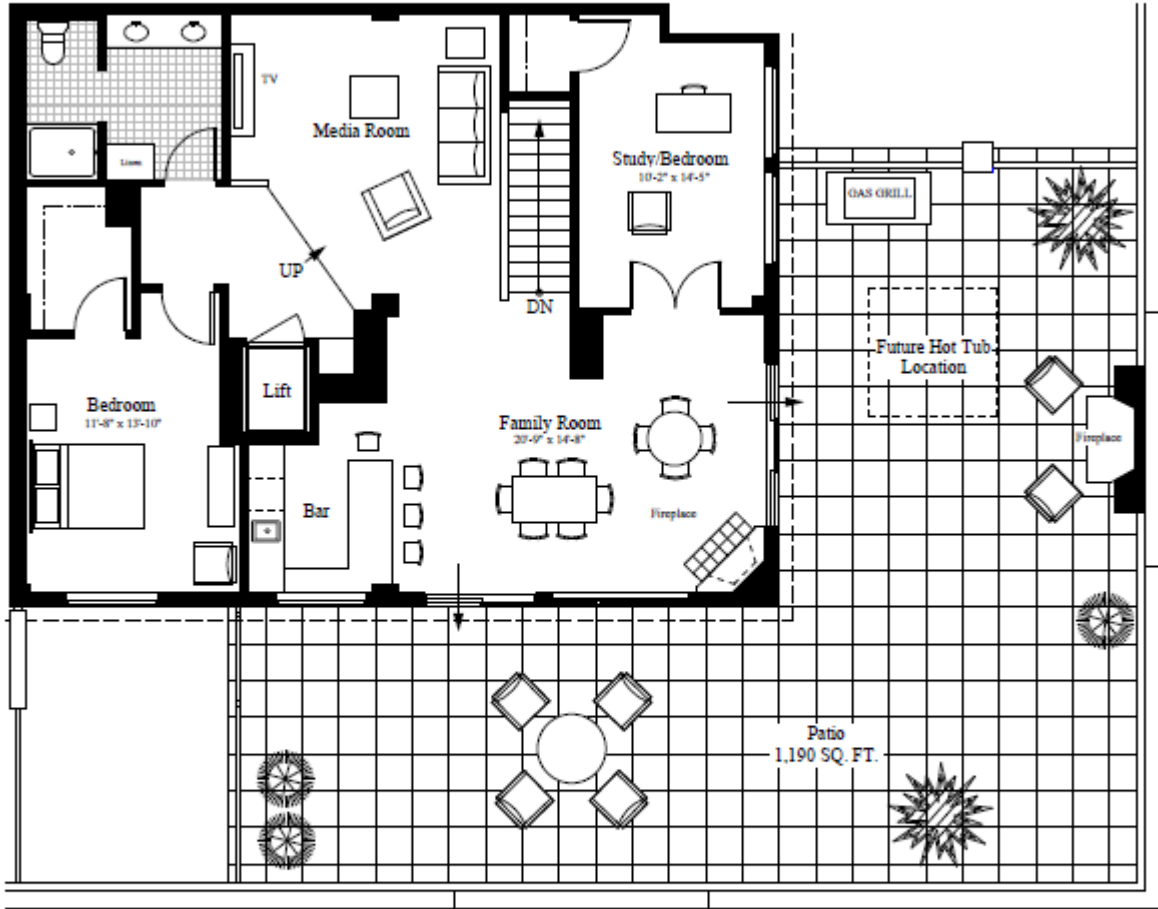 TV
Media Room
Linen
Study/Bedroom
10'-2" x 14'-5"
GAS GRILL
UP
DN
Future Hot Tub
Location
Lift
Bedroom
11'-8" x 13'-10"
Family Room
20'-9" x 14'-8"
Fireplace
Bar
Fireplace
Patio
1,190 SQ. FT.